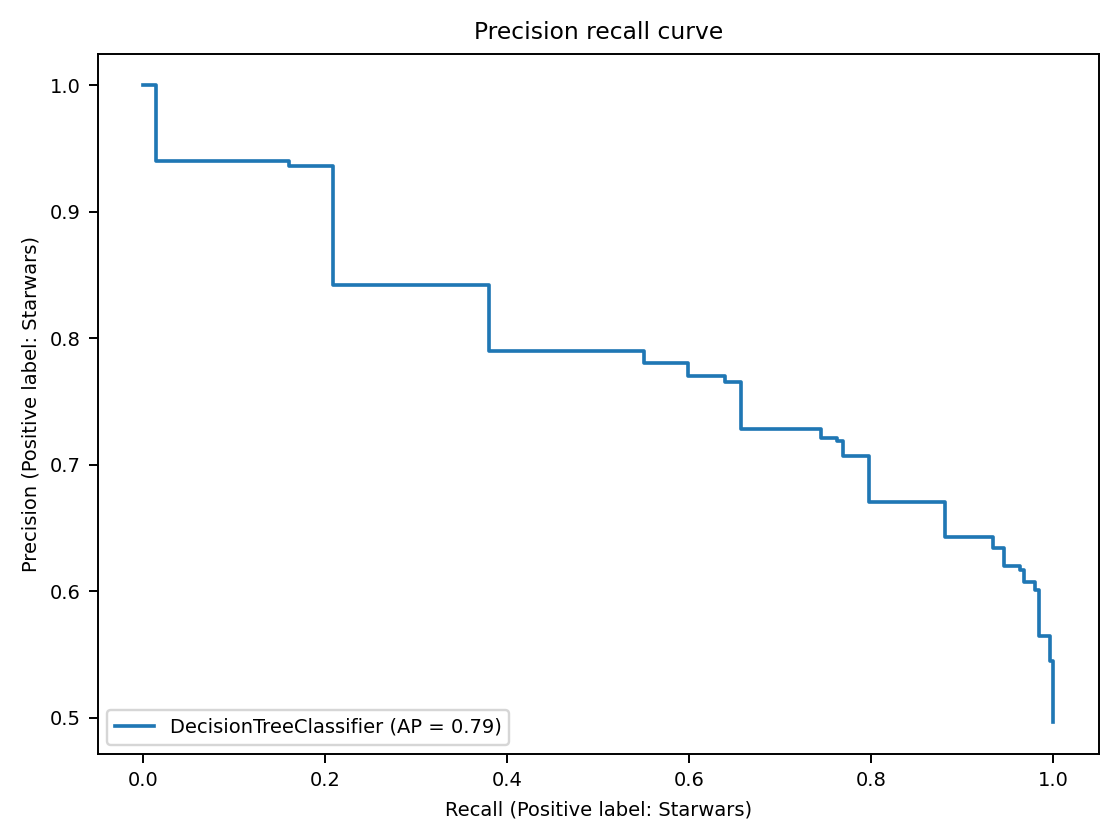 Precision recall curve
Precision (Positive label: Starwars)
1.0
0.9
0.8
0.7
0.6
0.5
DecisionTreeClassifier (AP = 0.79)
0.0 0.2 0.4 0.6 0.8 1.0
Recall (Positive label: Starwars)